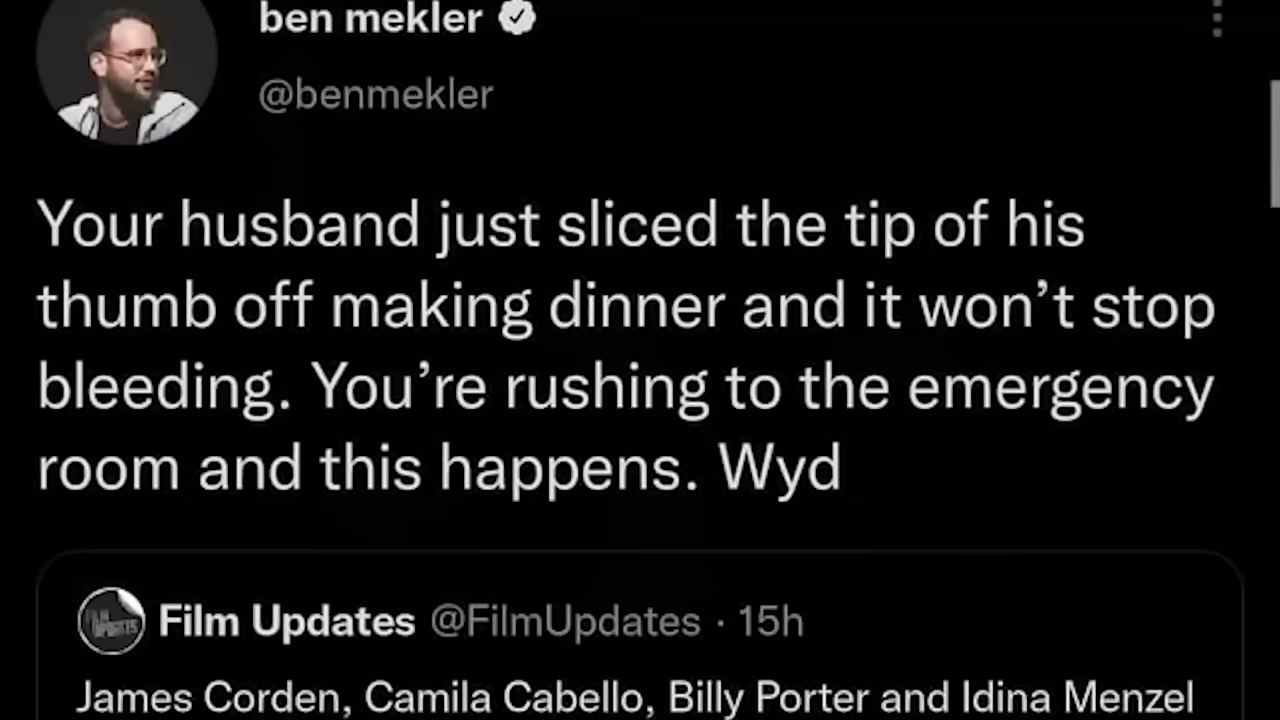 ben mekler
@benmekler
Your husband just sliced the tip of his
thumb off making dinner and it won’t stop
bleeding. You’re rushing to the emergency
room and this happens. Wyd
Film Updates @FilmUpdates · 15h
James Corden, Camila Cabello, Billy Porter and Idina Menzel